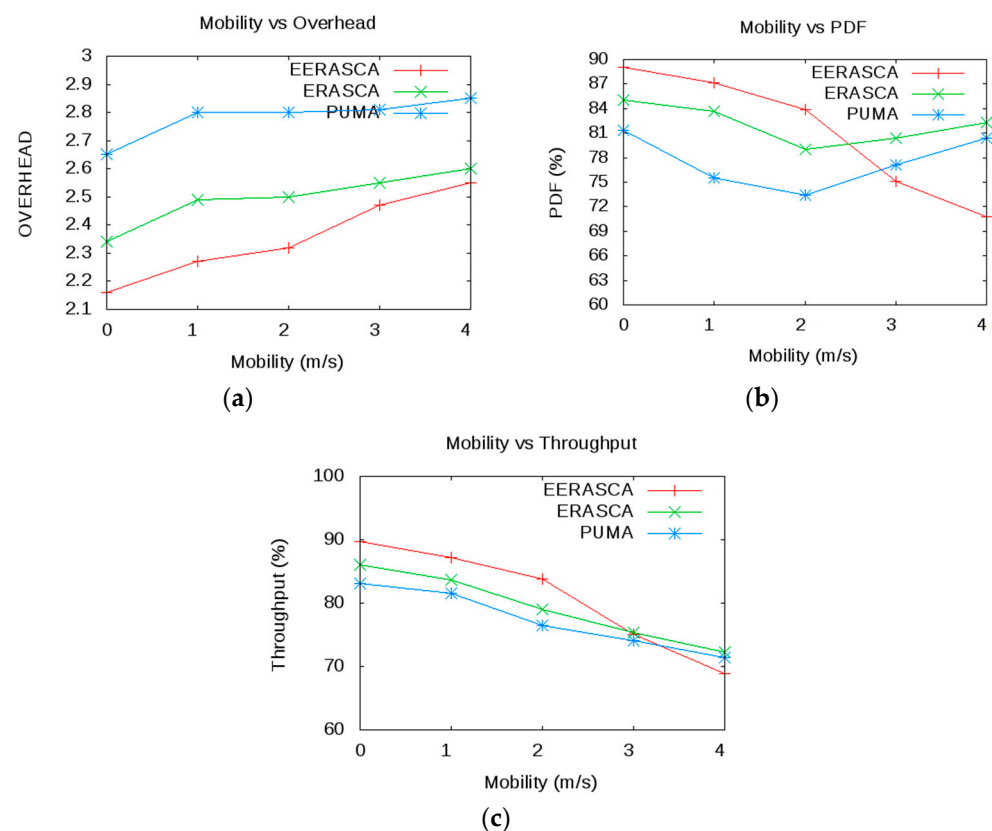 Mobility vs Overhead
3
2.9
2.8
2.7
2.6
2.5
2.4
2.3
2.2
2.1
OVERHEAD
EERASCA
ERASCA
PUMA
0 1 2 3 4
Mobility (m/s)
(a)
Mobility vs PDF
90
87
84
81
78
75
72
69
66
63
60
PDF (%)
EERASCA
ERASCA
PUMA
0 1 2 3 4
Mobility (m/s)
(b)
Mobility vs Throughput
100
90
80
70
60
Throughput (%)
EERASCA
ERASCA
PUMA
0 1 2 3 4
Mobility (m/s)
(c)